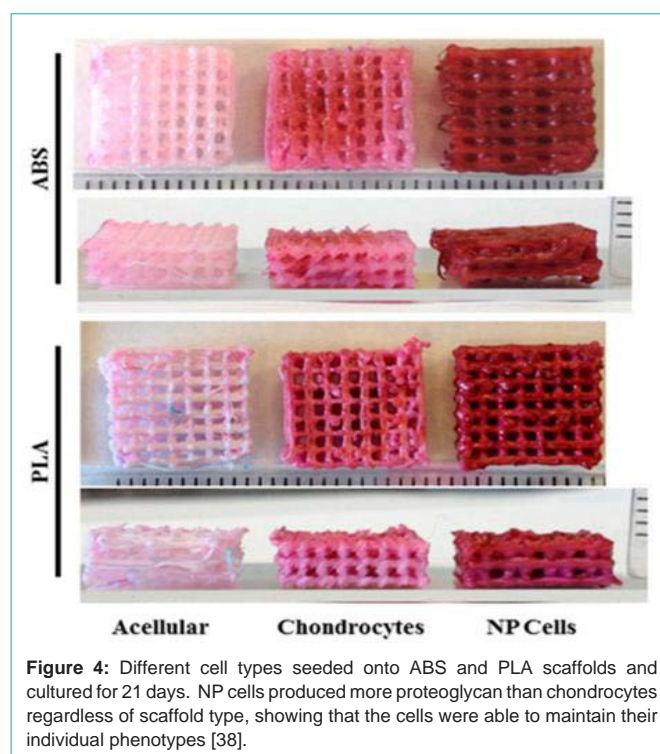 ABS
PLA
Acellular Chondrocytes NP Cells
Figure 4: Different cell types seeded onto ABS and PLA scaffolds and
cultured for 21 days. NP cells produced more proteoglycan than chondrocytes
regardless of scaffold type, showing that the cells were able to maintain their
individual phenotypes [38].